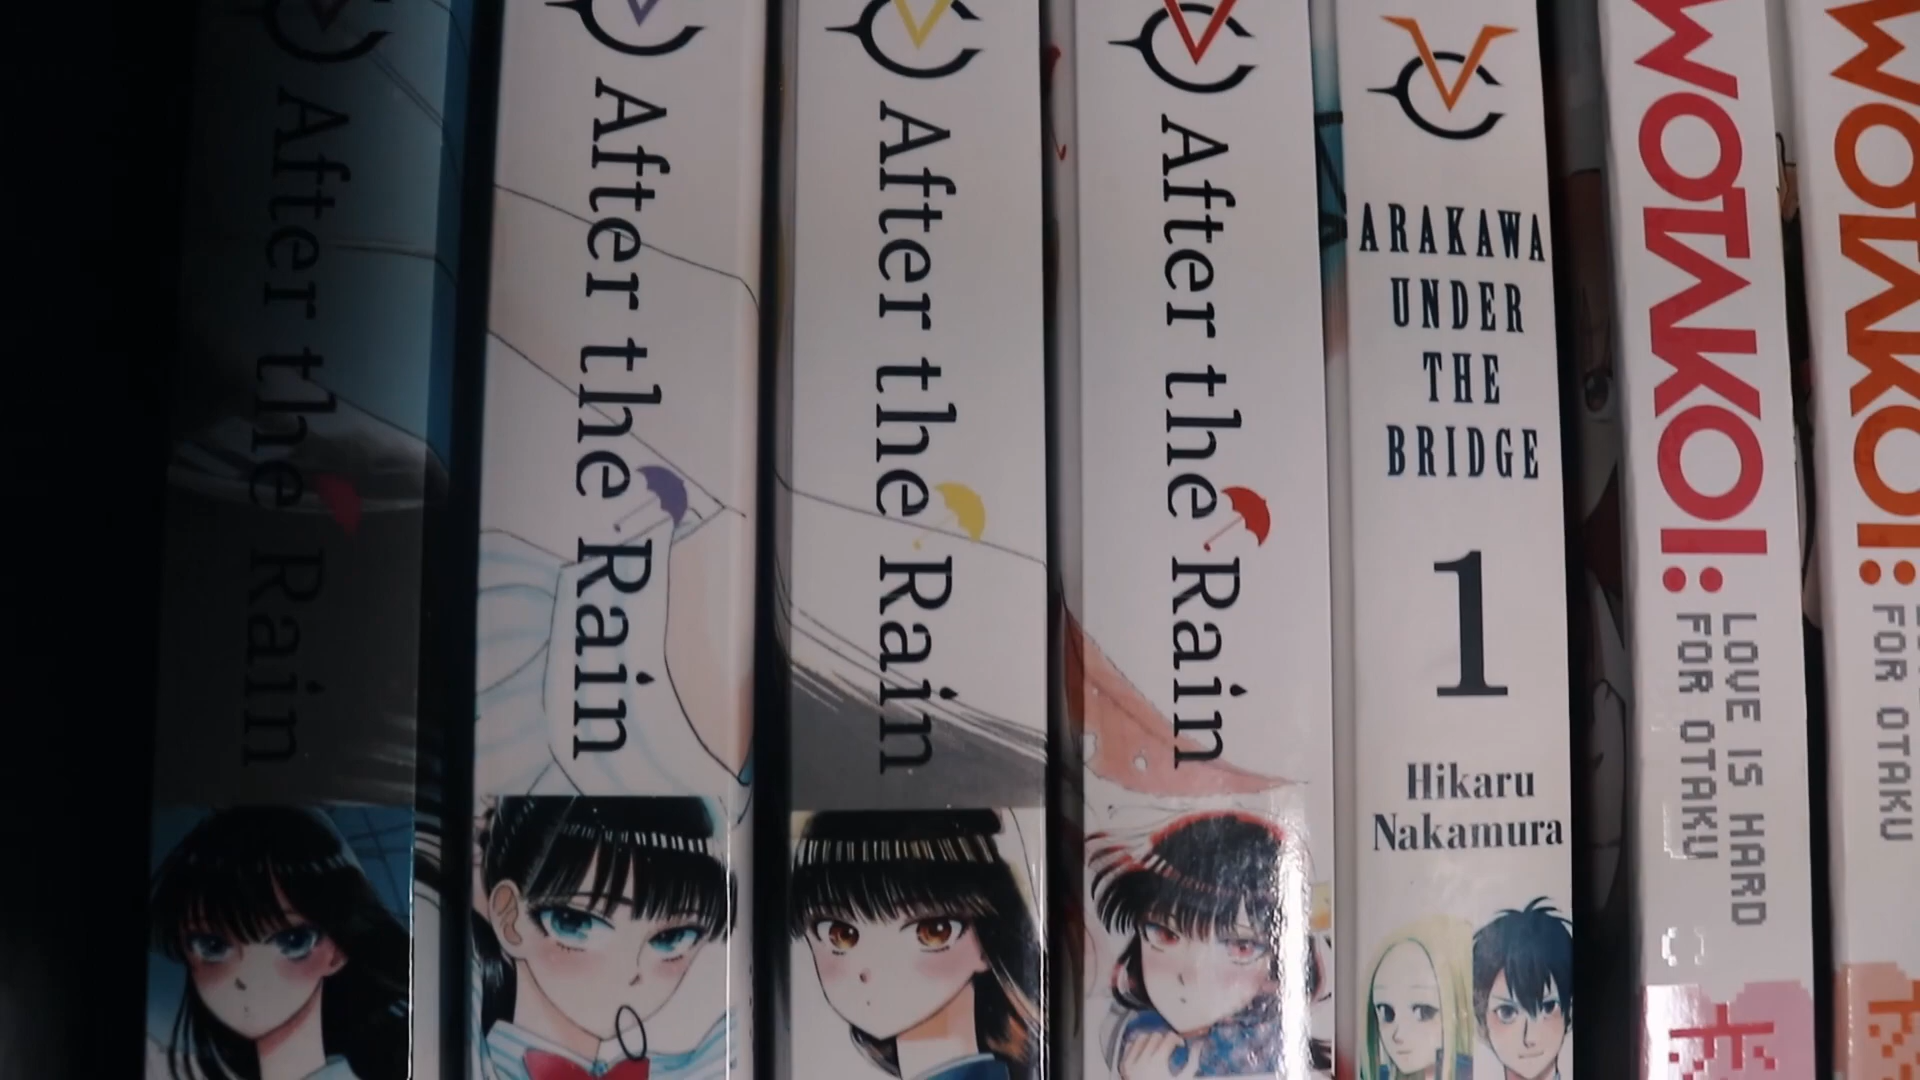 After the Rain
After the Rain
After the Rain
After the Rain
ARAKAWA
UNDER
THE
BRIDGE
1
Hikaru
Nakamura
WOTAKOI:
LOVE IS HARD
FOR OTAKU
WOTAKOI:
FOR OTAKU